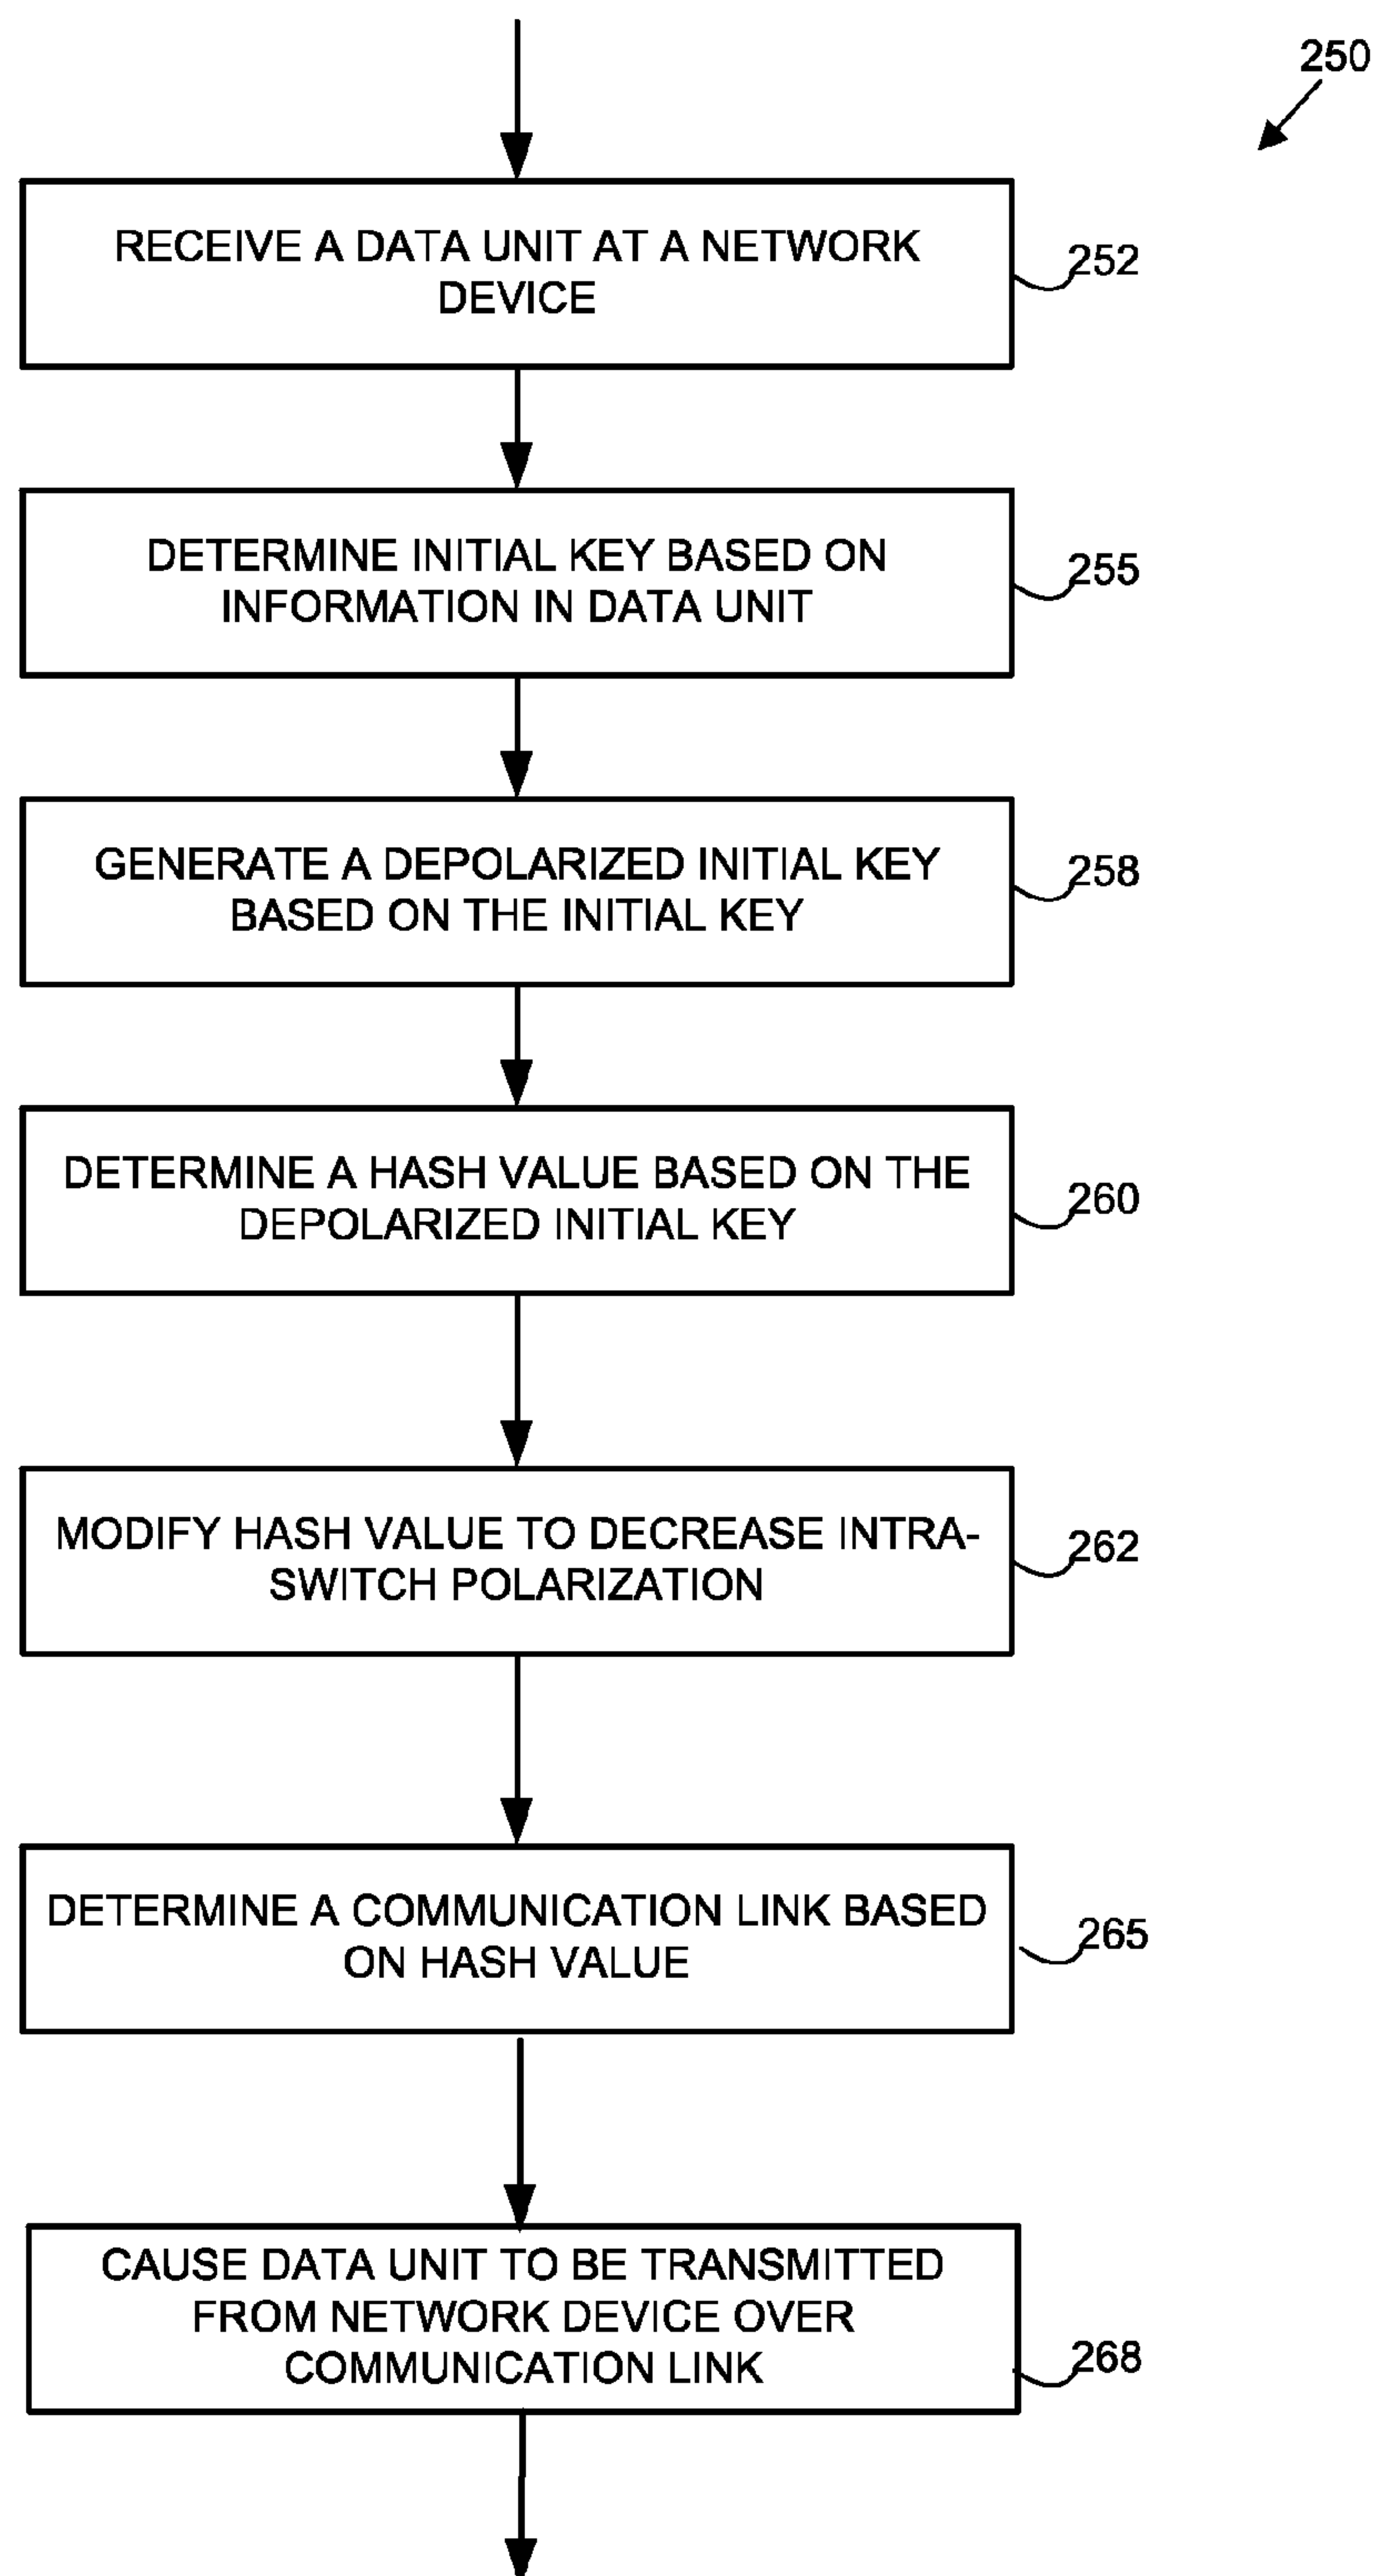 250
RECEIVE A DATA UNIT AT A NETWORK
DEVICE
252
DETERMINE INITIAL KEY BASED ON
INFORMATION IN DATA UNIT
255
GENERATE A DEPOLARIZED INITIAL KEY
BASED ON THE INITIAL KEY
258
DETERMINE A HASH VALUE BASED ON THE
DEPOLARIZED INITIAL KEY
260
MODIFY HASH VALUE TO DECREASE INTRA-
SWITCH POLARIZATION
262
DETERMINE A COMMUNICATION LINK BASED
ON HASH VALUE
265
CAUSE DATA UNIT TO BE TRANSMITTED
FROM NETWORK DEVICE OVER
COMMUNICATION LINK
268